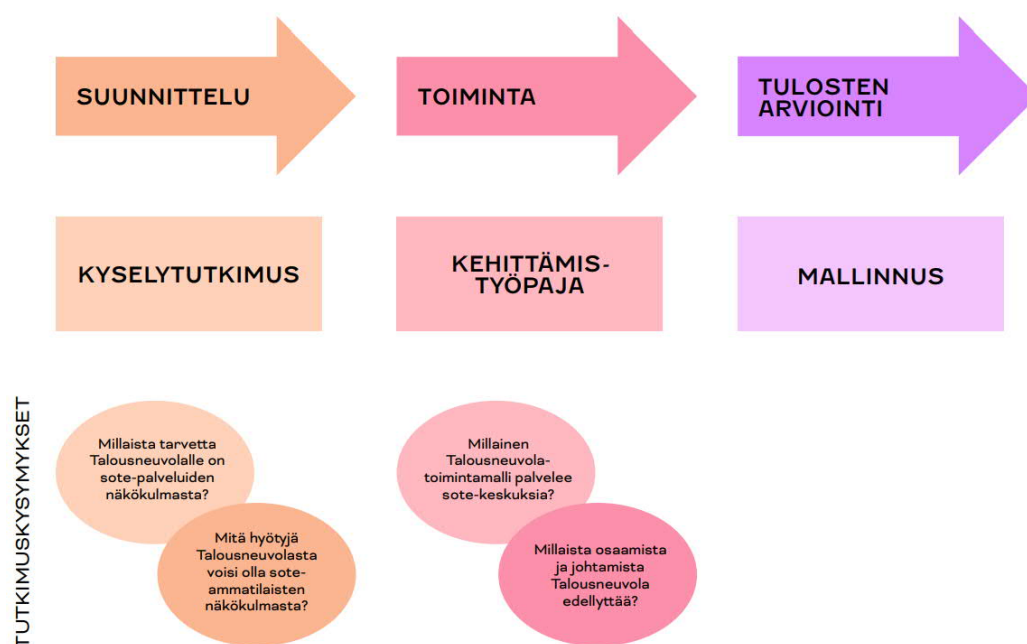 SUUNNITTELU
TOIMINTA
TULOSTEN
ARVIOINTI
KYSELYTUTKIMUS
KEHITTÄMIS-
TYÖPAJA
MALLINNUS
TUTKIMUSKYSYMYKSET
Millaista tarvetta
Talousneuvolalle on
sote-palveluiden
näkökulmasta?
Mitä hyötyjä
Talousneuvolasta
voisi olla sote-
ammatilaisten
näkökulmasta?
Millainen
Talousneuvola-
toimintamalli palvelee
sote-keskuksia?
Millaista osaamista
ja johtamista
Talousneuvola
edellyttää?